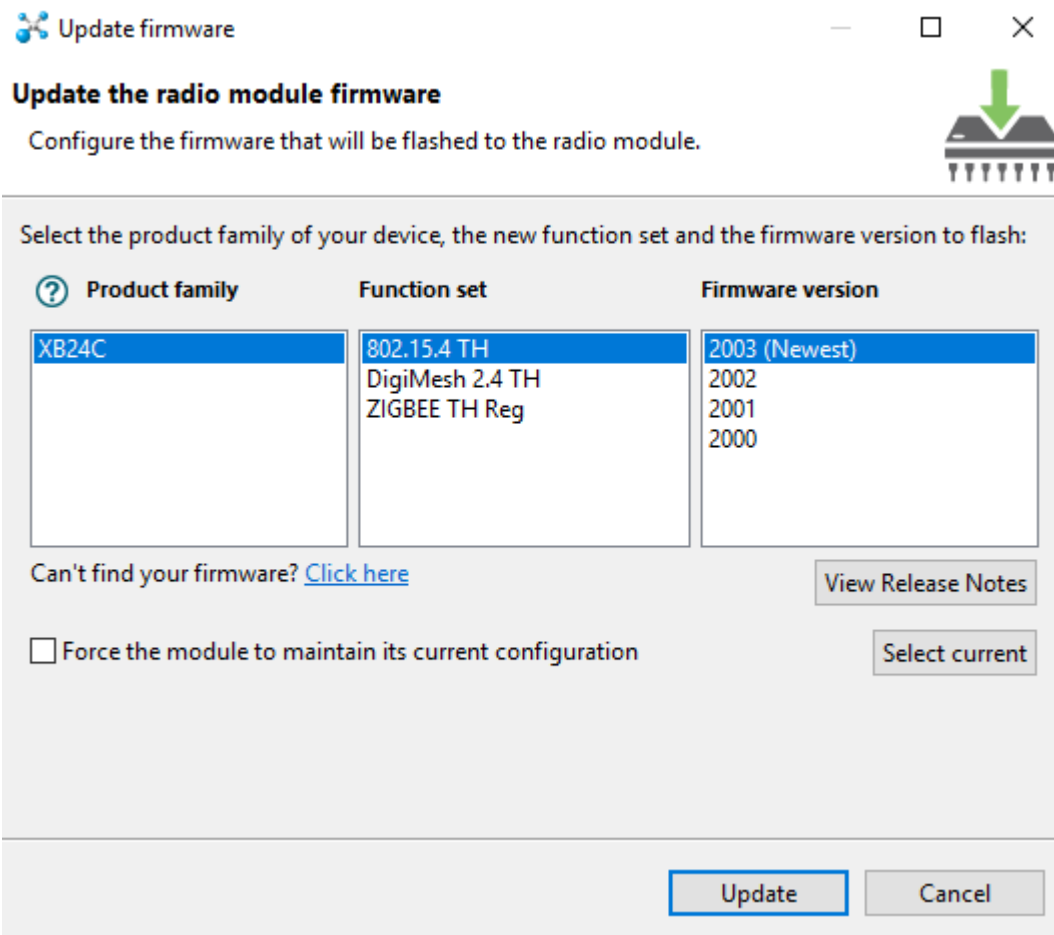 Update firmware
Update the radio module firmware
Configure the firmware that will be flashed to the radio module.
Select the product family of your device, the new function set and the firmware version to flash:
? Product family Function set Firmware version
XB24C 802.15.4 TH 2003 (Newest)
DigiMesh 2.4 TH 2002
ZIGBEE TH Reg 2001
2000
Can't find your firmware? Click here View Release Notes
Force the module to maintain its current configuration Select current
Update Cancel